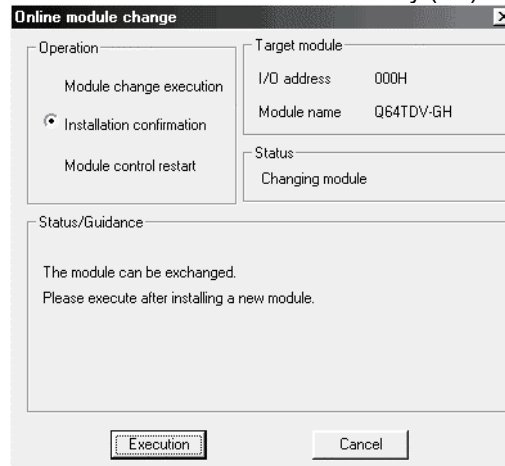 Online module change
Operation
Module change execution
Installation confirmation
Module control restart
Target module
I/O address 000H
Module name Q64TDV-GH
Status
Changing module
Status/Guidance
The module can be exchanged.
Please execute after installing a new module.
Execution Cancel